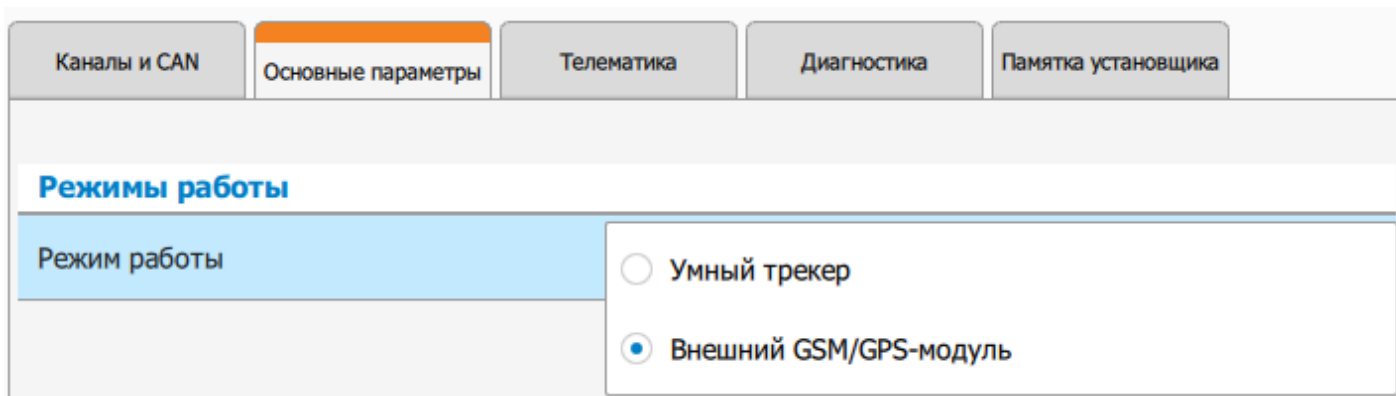 Каналы и CAN
Основные параметры
Телематика
Диагностика
Памятка установщика
Режимы работы
Режим работы
Умный трекер
Внешний GSM/GPS-модуль